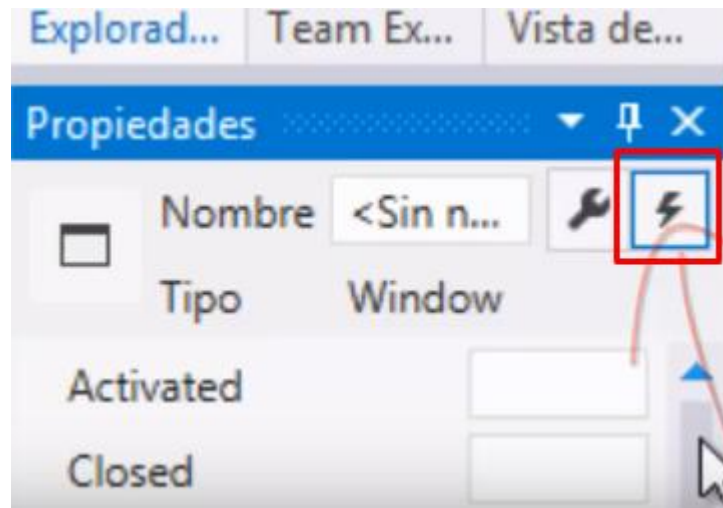 Explorad... Team Ex... Vista de...
Propiedades
Nombre <Sin n...
Tipo Window
Activated
Closed